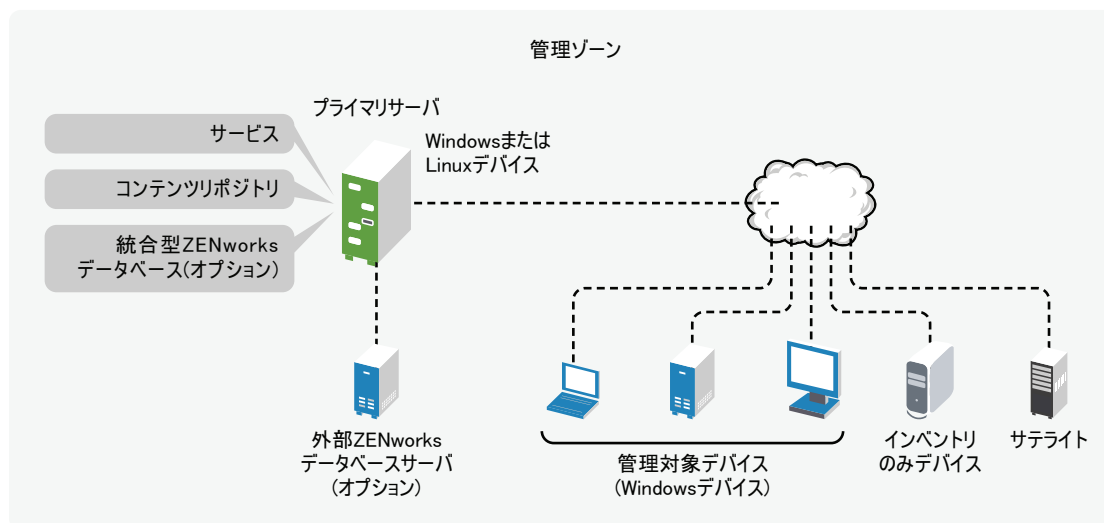 管理ゾーン
プライマリサーバ
サービス
コンテンツリポジトリ
統合型ZENworks
データベース(オプション)
Windowsまたは
Linuxデバイス
外部ZENworks
データベースサーバ
(オプション)
管理対象デバイス
(Windowsデバイス)
インベントリ
のみデバイス
サテライト